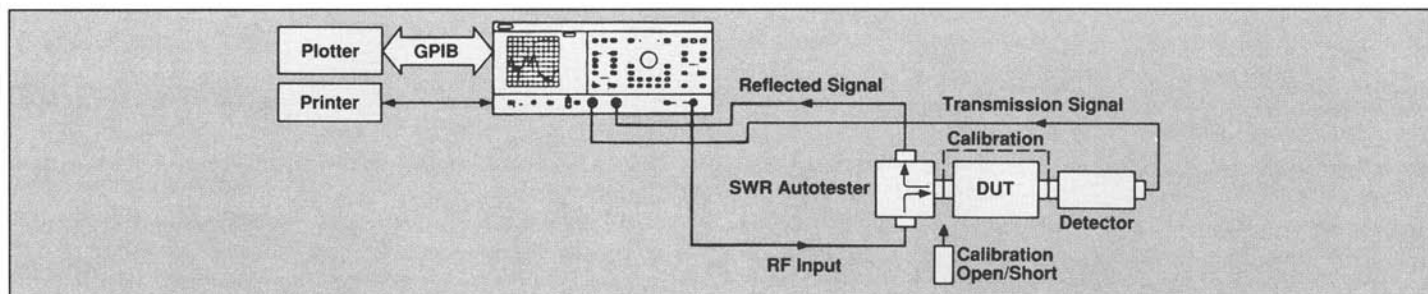 Plotter
GPIB
Printer
Reflected Signal
Transmission Signal
Calibration
SWR Autotester
DUT
Detector
RF Input
Calibration
Open/Short